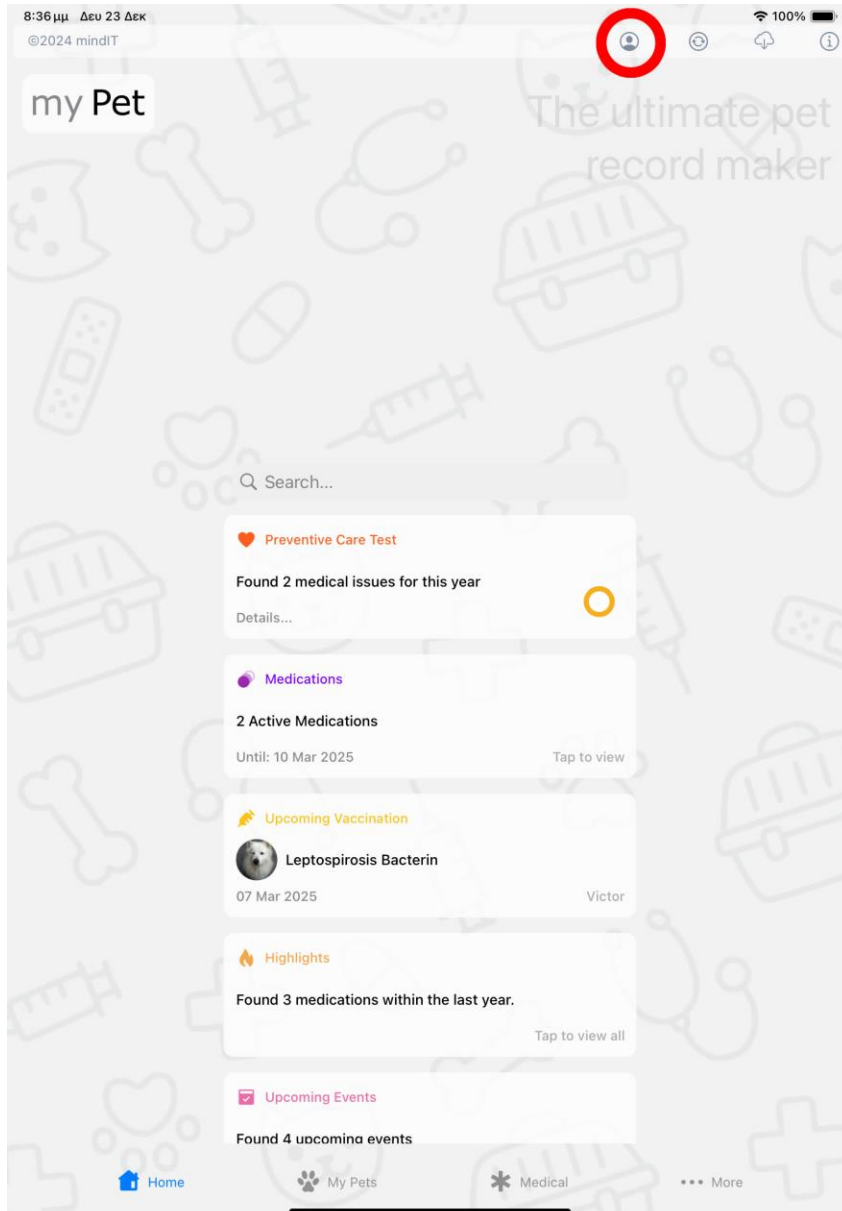 8:36 μμ Δευ 23 Δεκ
100%
©2024 mindIT
my Pet
The ultimate pet
record maker
Search...
Preventive Care Test
Found 2 medical issues for this year
Details...
Medications
2 Active Medications
Until: 10 Mar 2025 Tap to view
Upcoming Vaccination
Leptospirosis Bacterin
07 Mar 2025 Victor
Highlights
Found 3 medications within the last year.
Tap to view all
Upcoming Events
Found 4 upcoming events
Home My Pets Medical More